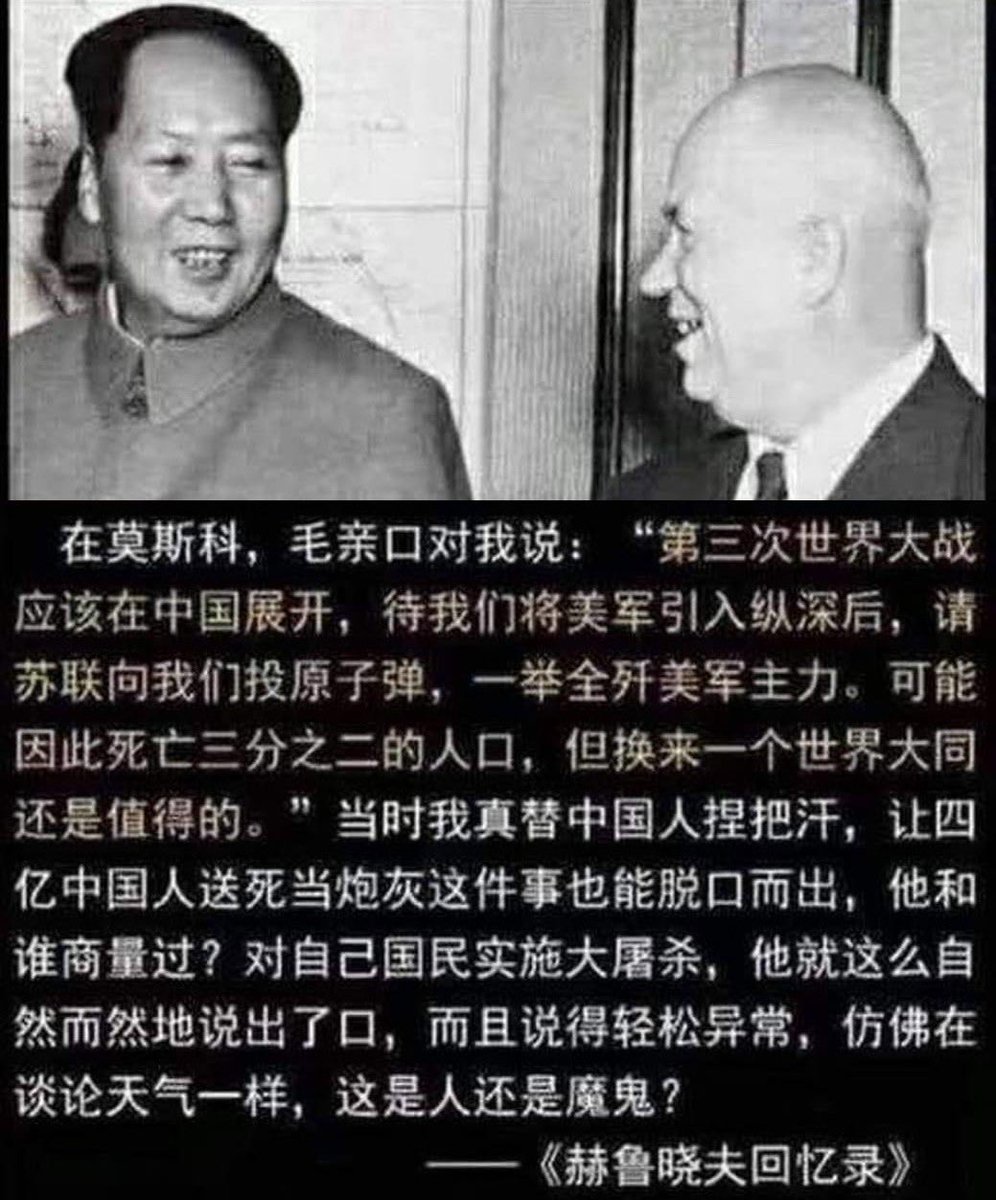 在莫斯科，毛亲口对我说：“第三次世界大战
应该在中国展开，待我们将美军引入纵深后，请
苏联向我们投原子弹，一举全歼美军主力。可能
因此死亡三分之二的人口，但换来一个世界大同
还是值得的。”当时我真替中国人捏把汗，让四
亿中国人送死当炮灰这件事也能脱口而出，他和
谁商量过？对自己国民实施大屠杀，他就这么自
然而然地说出了口，而且说得轻松异常，仿佛在
谈论天气一样，这是人还是魔鬼？
——《赫鲁晓夫回忆录》